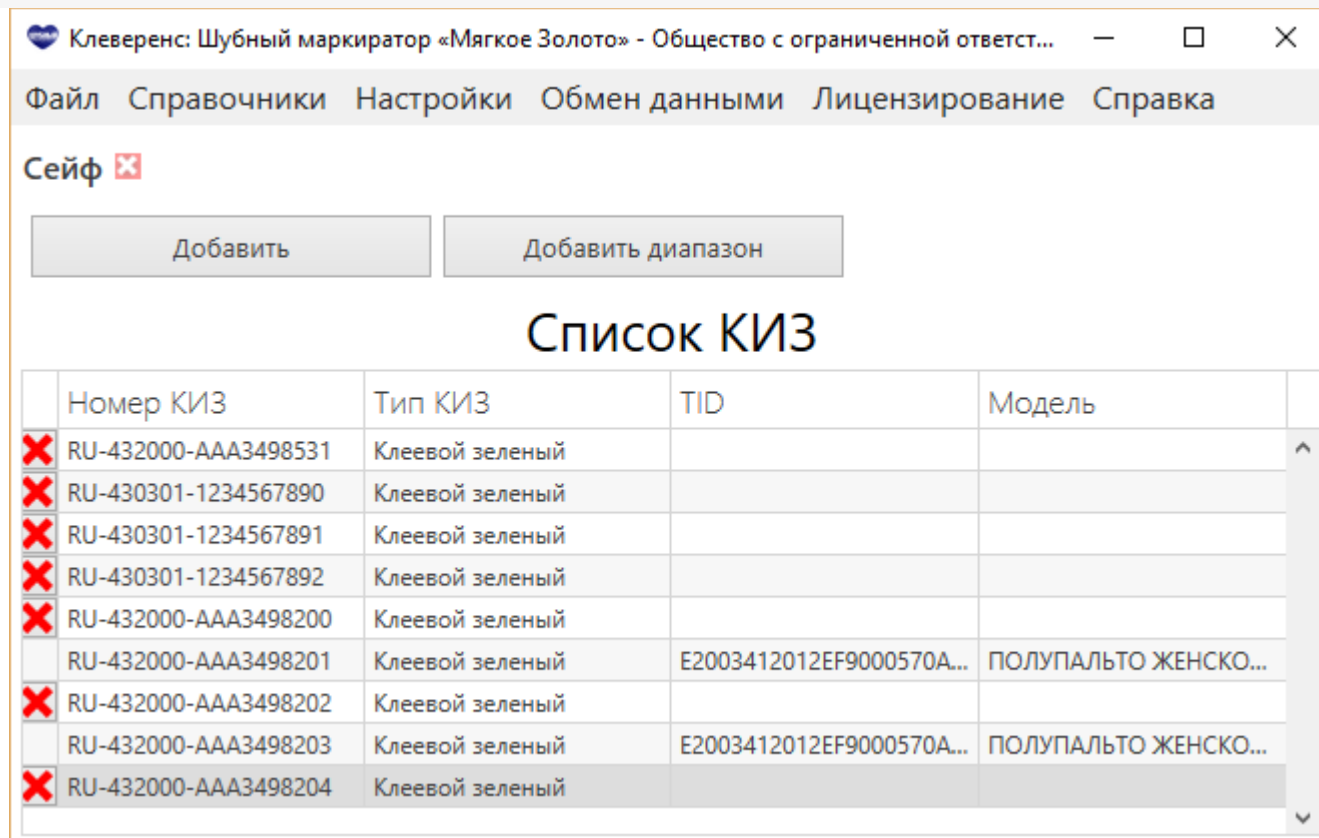 Клеверенс: Шубный маркиратор «Мягкое Золото» - Общество с ограниченной ответст...
Файл Справочники Настройки Обмен данными Лицензирование Справка
Сейф
Добавить Добавить диапазон
Список КИЗ
Номер КИЗ Тип КИЗ TID Модель
RU-432000-AAA3498531 Клеевой зеленый
RU-430301-1234567890 Клеевой зеленый
RU-430301-1234567891 Клеевой зеленый
RU-430301-1234567892 Клеевой зеленый
RU-432000-AAA3498200 Клеевой зеленый
RU-432000-AAA3498201 Клеевой зеленый E2003412012EF9000570A... ПОЛУПАЛЬТО ЖЕНСКО...
RU-432000-AAA3498202 Клеевой зеленый
RU-432000-AAA3498203 Клеевой зеленый E2003412012EF9000570A... ПОЛУПАЛЬТО ЖЕНСКО...
RU-432000-AAA3498204 Клеевой зеленый